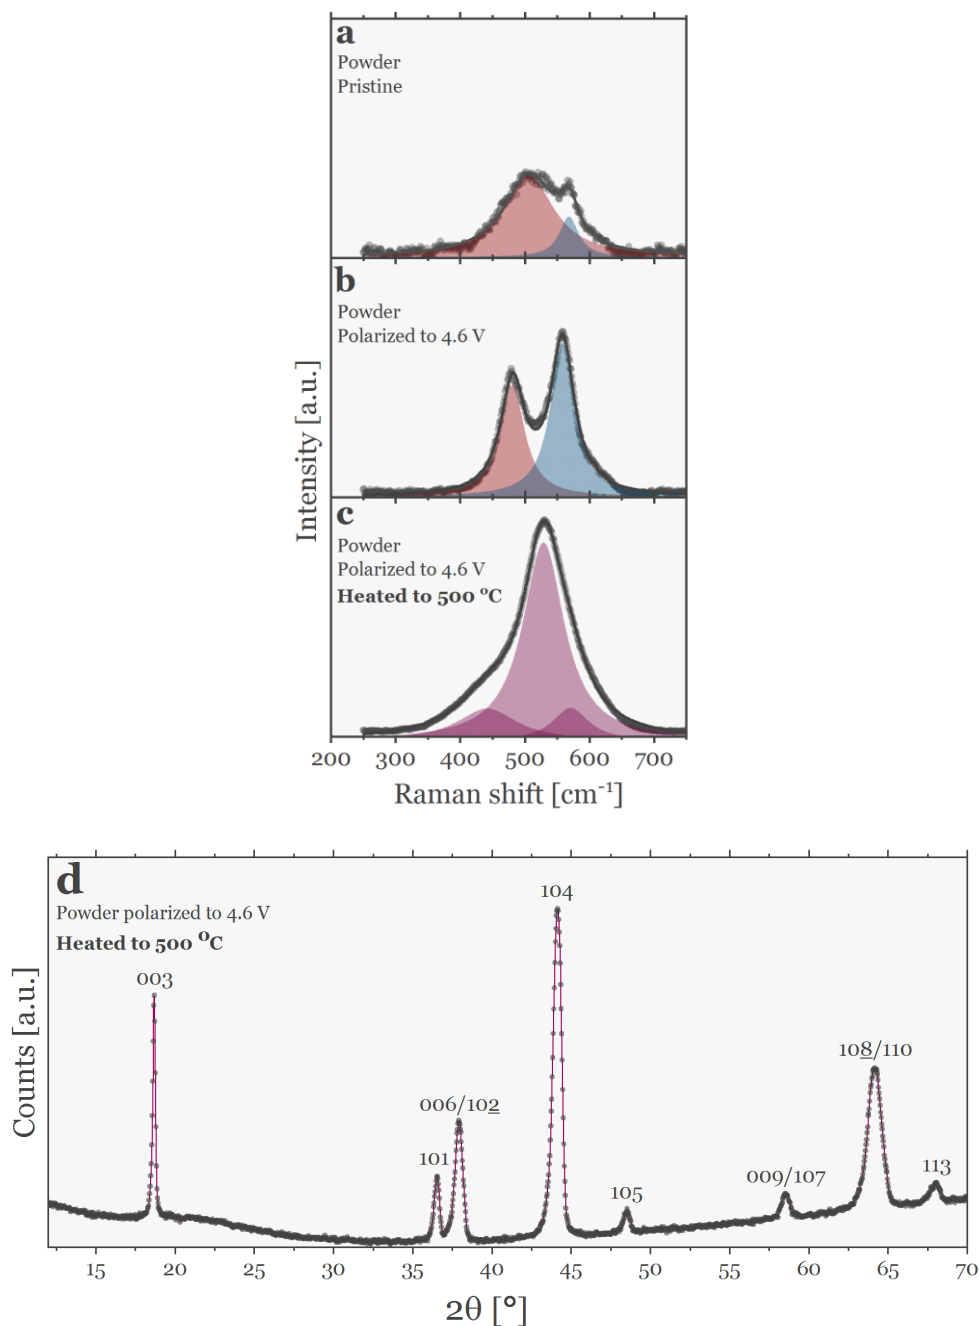 a
Powder
Pristine
b
Powder
Polarized to 4.6 V
c
Powder
Polarized to 4.6 V
Heated to 500 ⁰C
Intensity [a.u.]
200 300 400 500 600 700
Raman shift [cm⁻¹]
d
Powder polarized to 4.6 V
Heated to 500 ⁰C
003
101
006/102
104
105
009/107
108/110
113
Counts [a.u.]
15 20 25 30 35 40 45 50 55 60 65 70
2θ [°]